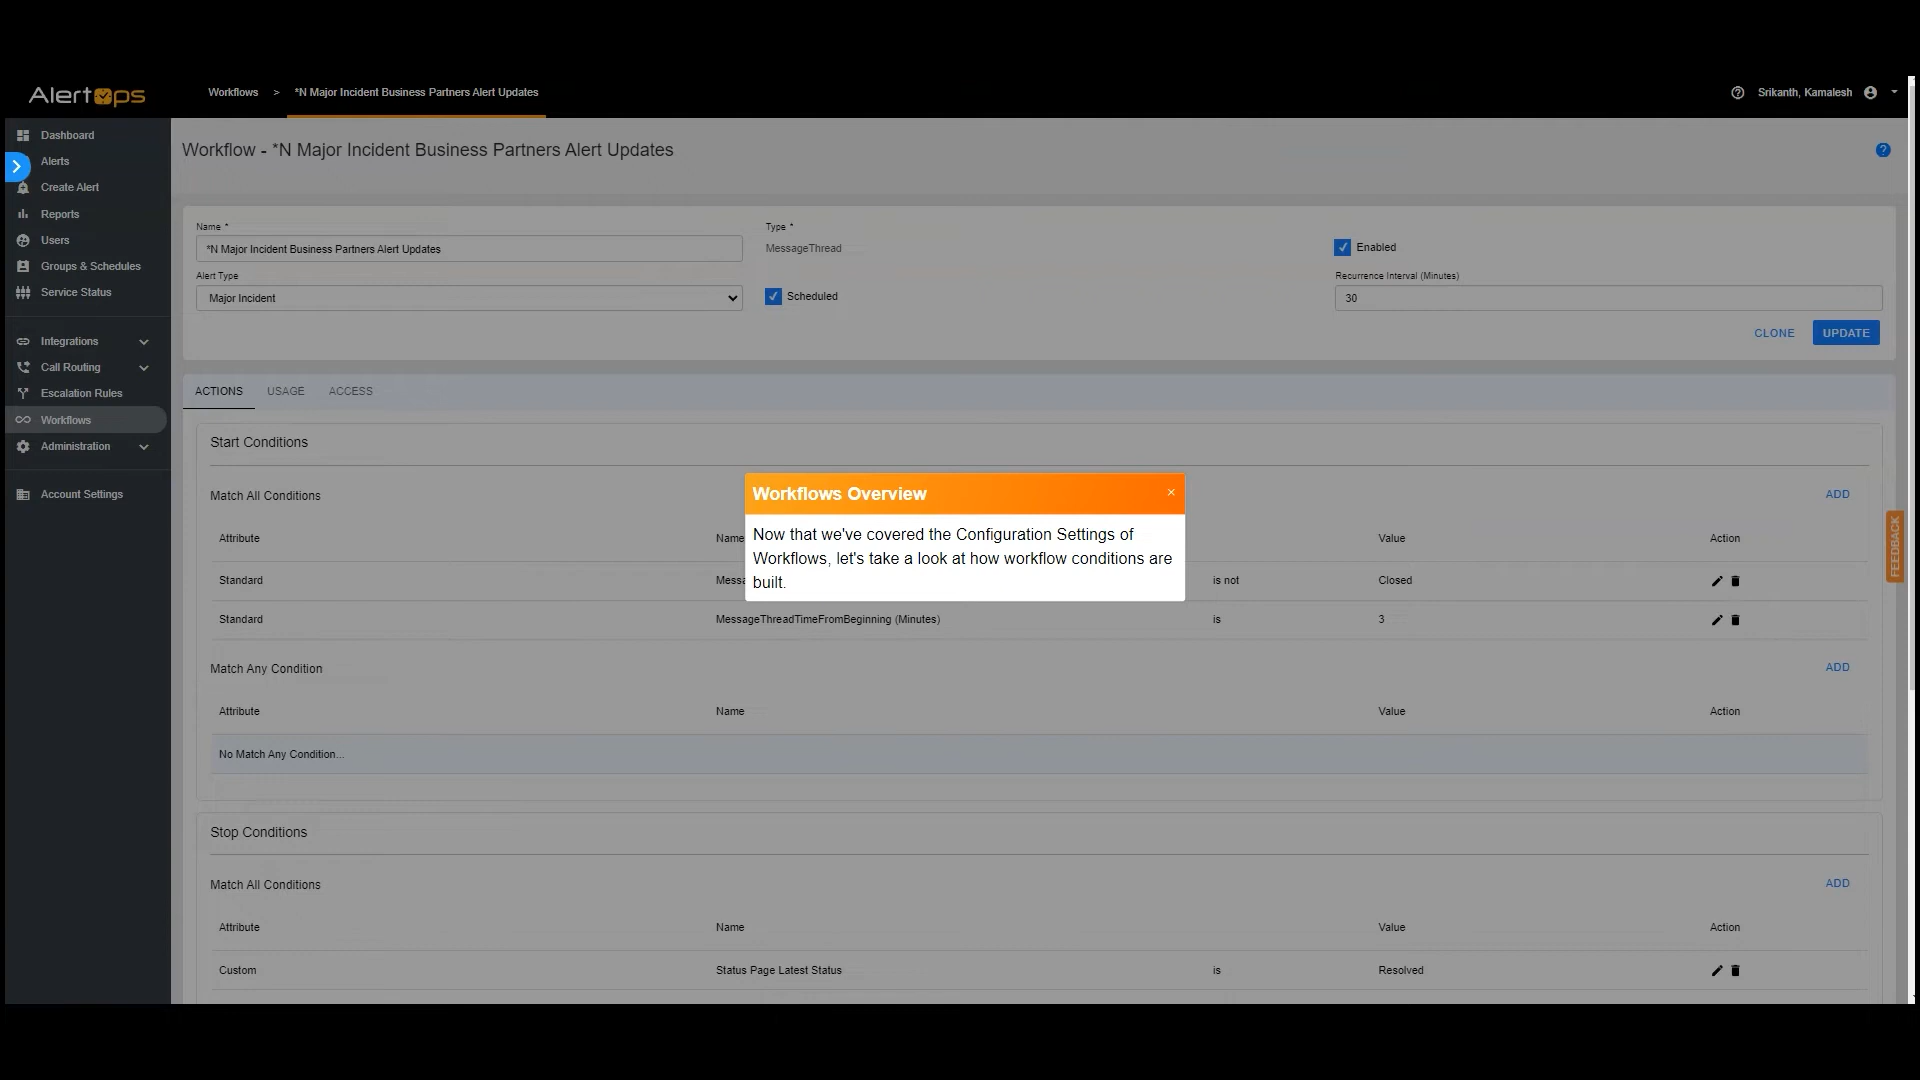 AlertOps
Workflows > *N Major Incident Business Partners Alert Updates
Srikanth, Kamalesh
Dashboard
Alerts
Create Alert
Reports
Users
Groups & Schedules
Service Status
Integrations
Call Routing
Escalation Rules
Workflows
Administration
Account Settings
Workflow - *N Major Incident Business Partners Alert Updates
Name *
*N Major Incident Business Partners Alert Updates
Type *
MessageThread
Enabled
Alert Type
Major Incident
Scheduled
Recurrence Interval (Minutes)
30
CLONE UPDATE
ACTIONS USAGE ACCESS
Start Conditions
Match All Conditions ADD
Attribute Name Value Action
Standard Messa is not Closed
Standard MessageThreadTimeFromBeginning (Minutes) is 3
Match Any Condition ADD
Attribute Name Value Action
No Match Any Condition...
Stop Conditions
Match All Conditions ADD
Attribute Name Value Action
Custom Status Page Latest Status is Resolved
Workflows Overview ×
Now that we've covered the Configuration Settings of
Workflows, let's take a look at how workflow conditions are
built.
FEEDBACK